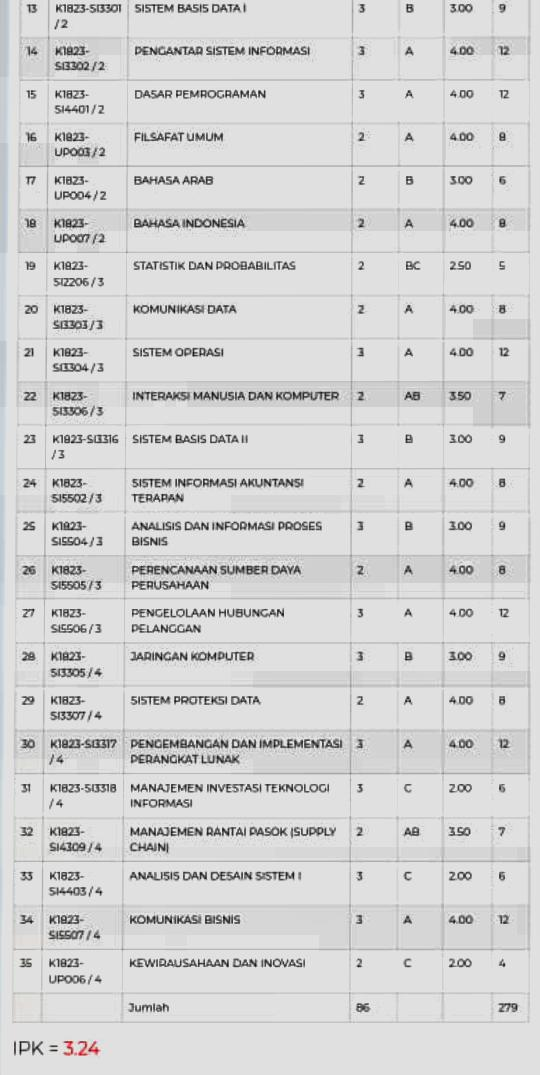 13 K1823-SI3301 SISTEM BASIS DATA I 3 B 3.00 9
/ 2
14 K1823- PENGANTAR SISTEM INFORMASI 3 A 4.00 12
SI3302 / 2
15 K1823- DASAR PEMROGRAMAN 3 A 4.00 12
SI4401 / 2
16 K1823- FILSAFAT UMUM 2 A 4.00 8
UP003 / 2
17 K1823- BAHASA ARAB 2 B 3.00 6
UP004 / 2
18 K1823- BAHASA INDONESIA 2 A 4.00 8
UP007 / 2
19 K1823- STATISTIK DAN PROBABILITAS 2 BC 2.50 5
SI2206 / 3
20 K1823- KOMUNIKASI DATA 2 A 4.00 8
SI3303 / 3
21 K1823- SISTEM OPERASI 3 A 4.00 12
SI3304 / 3
22 K1823- INTERAKSI MANUSIA DAN KOMPUTER 2 AB 3.50 7
SI3306 / 3
23 K1823-SI3316 SISTEM BASIS DATA II 3 B 3.00 9
/ 3
24 K1823- SISTEM INFORMASI AKUNTANSI 2 A 4.00 8
SI5502 / 3 TERAPAN
25 K1823- ANALISIS DAN INFORMASI PROSES 3 B 3.00 9
SI5504 / 3 BISNIS
26 K1823- PERENCANAAN SUMBER DAYA 2 A 4.00 8
SI5505 / 3 PERUSAHAAN
27 K1823- PENGELOLAAN HUBUNGAN 3 A 4.00 12
SI5506 / 3 PELANGGAN
28 K1823- JARINGAN KOMPUTER 3 B 3.00 9
SI3305 / 4
29 K1823- SISTEM PROTEKSI DATA 2 A 4.00 8
SI3307 / 4
30 K1823-SI3317 PENGEMBANGAN DAN IMPLEMENTASI 3 A 4.00 12
/ 4 PERANGKAT LUNAK
31 K1823-SI3318 MANAJEMEN INVESTASI TEKNOLOGI 3 C 2.00 6
/ 4 INFORMASI
32 K1823- MANAJEMEN RANTAI PASOK (SUPPLY 2 AB 3.50 7
SI4309 / 4 CHAIN)
33 K1823- ANALISIS DAN DESAIN SISTEM I 3 C 2.00 6
SI4403 / 4
34 K1823- KOMUNIKASI BISNIS 3 A 4.00 12
SI5507 / 4
35 K1823- KEWIRAUSAHAAN DAN INOVASI 2 C 2.00 4
UP006 / 4
Jumlah 86 279
IPK = 3.24